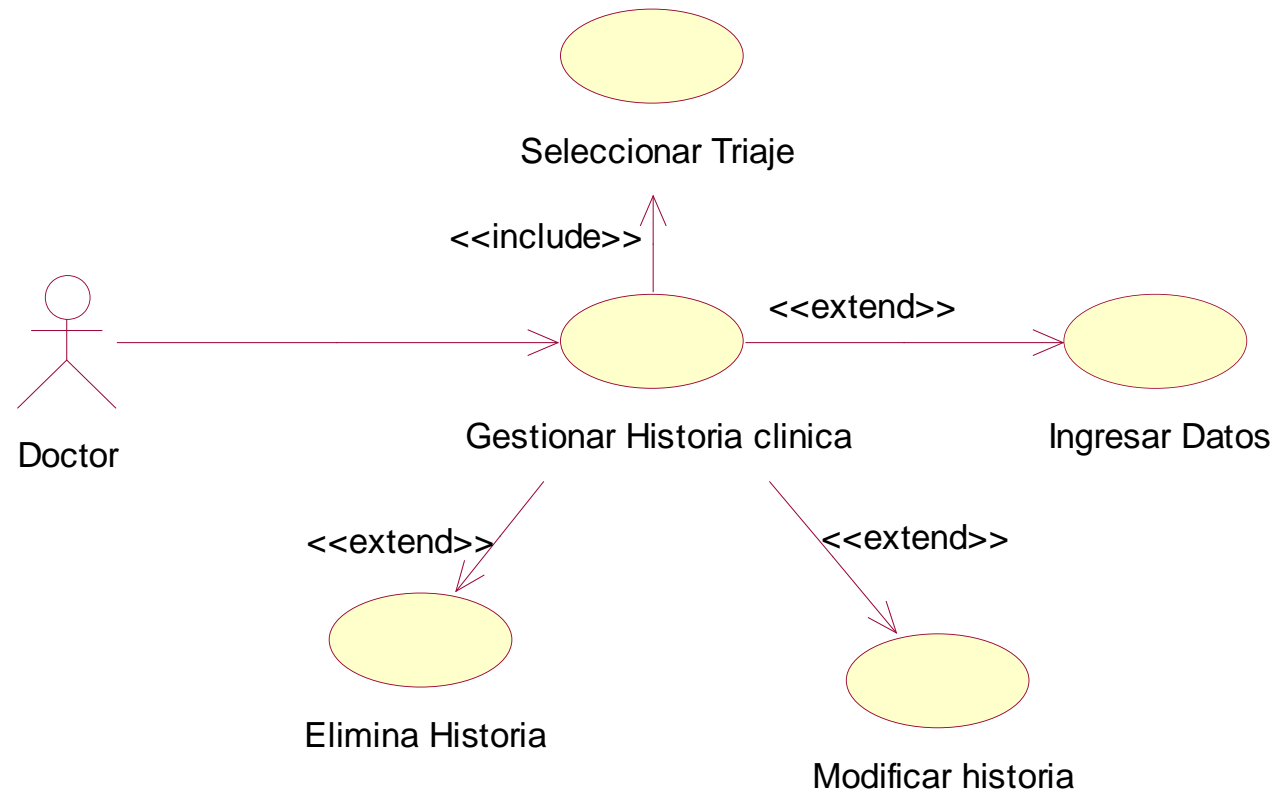 Seleccionar Triaje
<<include>>
<<extend>>
Doctor
Gestionar Historia clinica
Ingresar Datos
<<extend>>
<<extend>>
Elimina Historia
Modificar historia